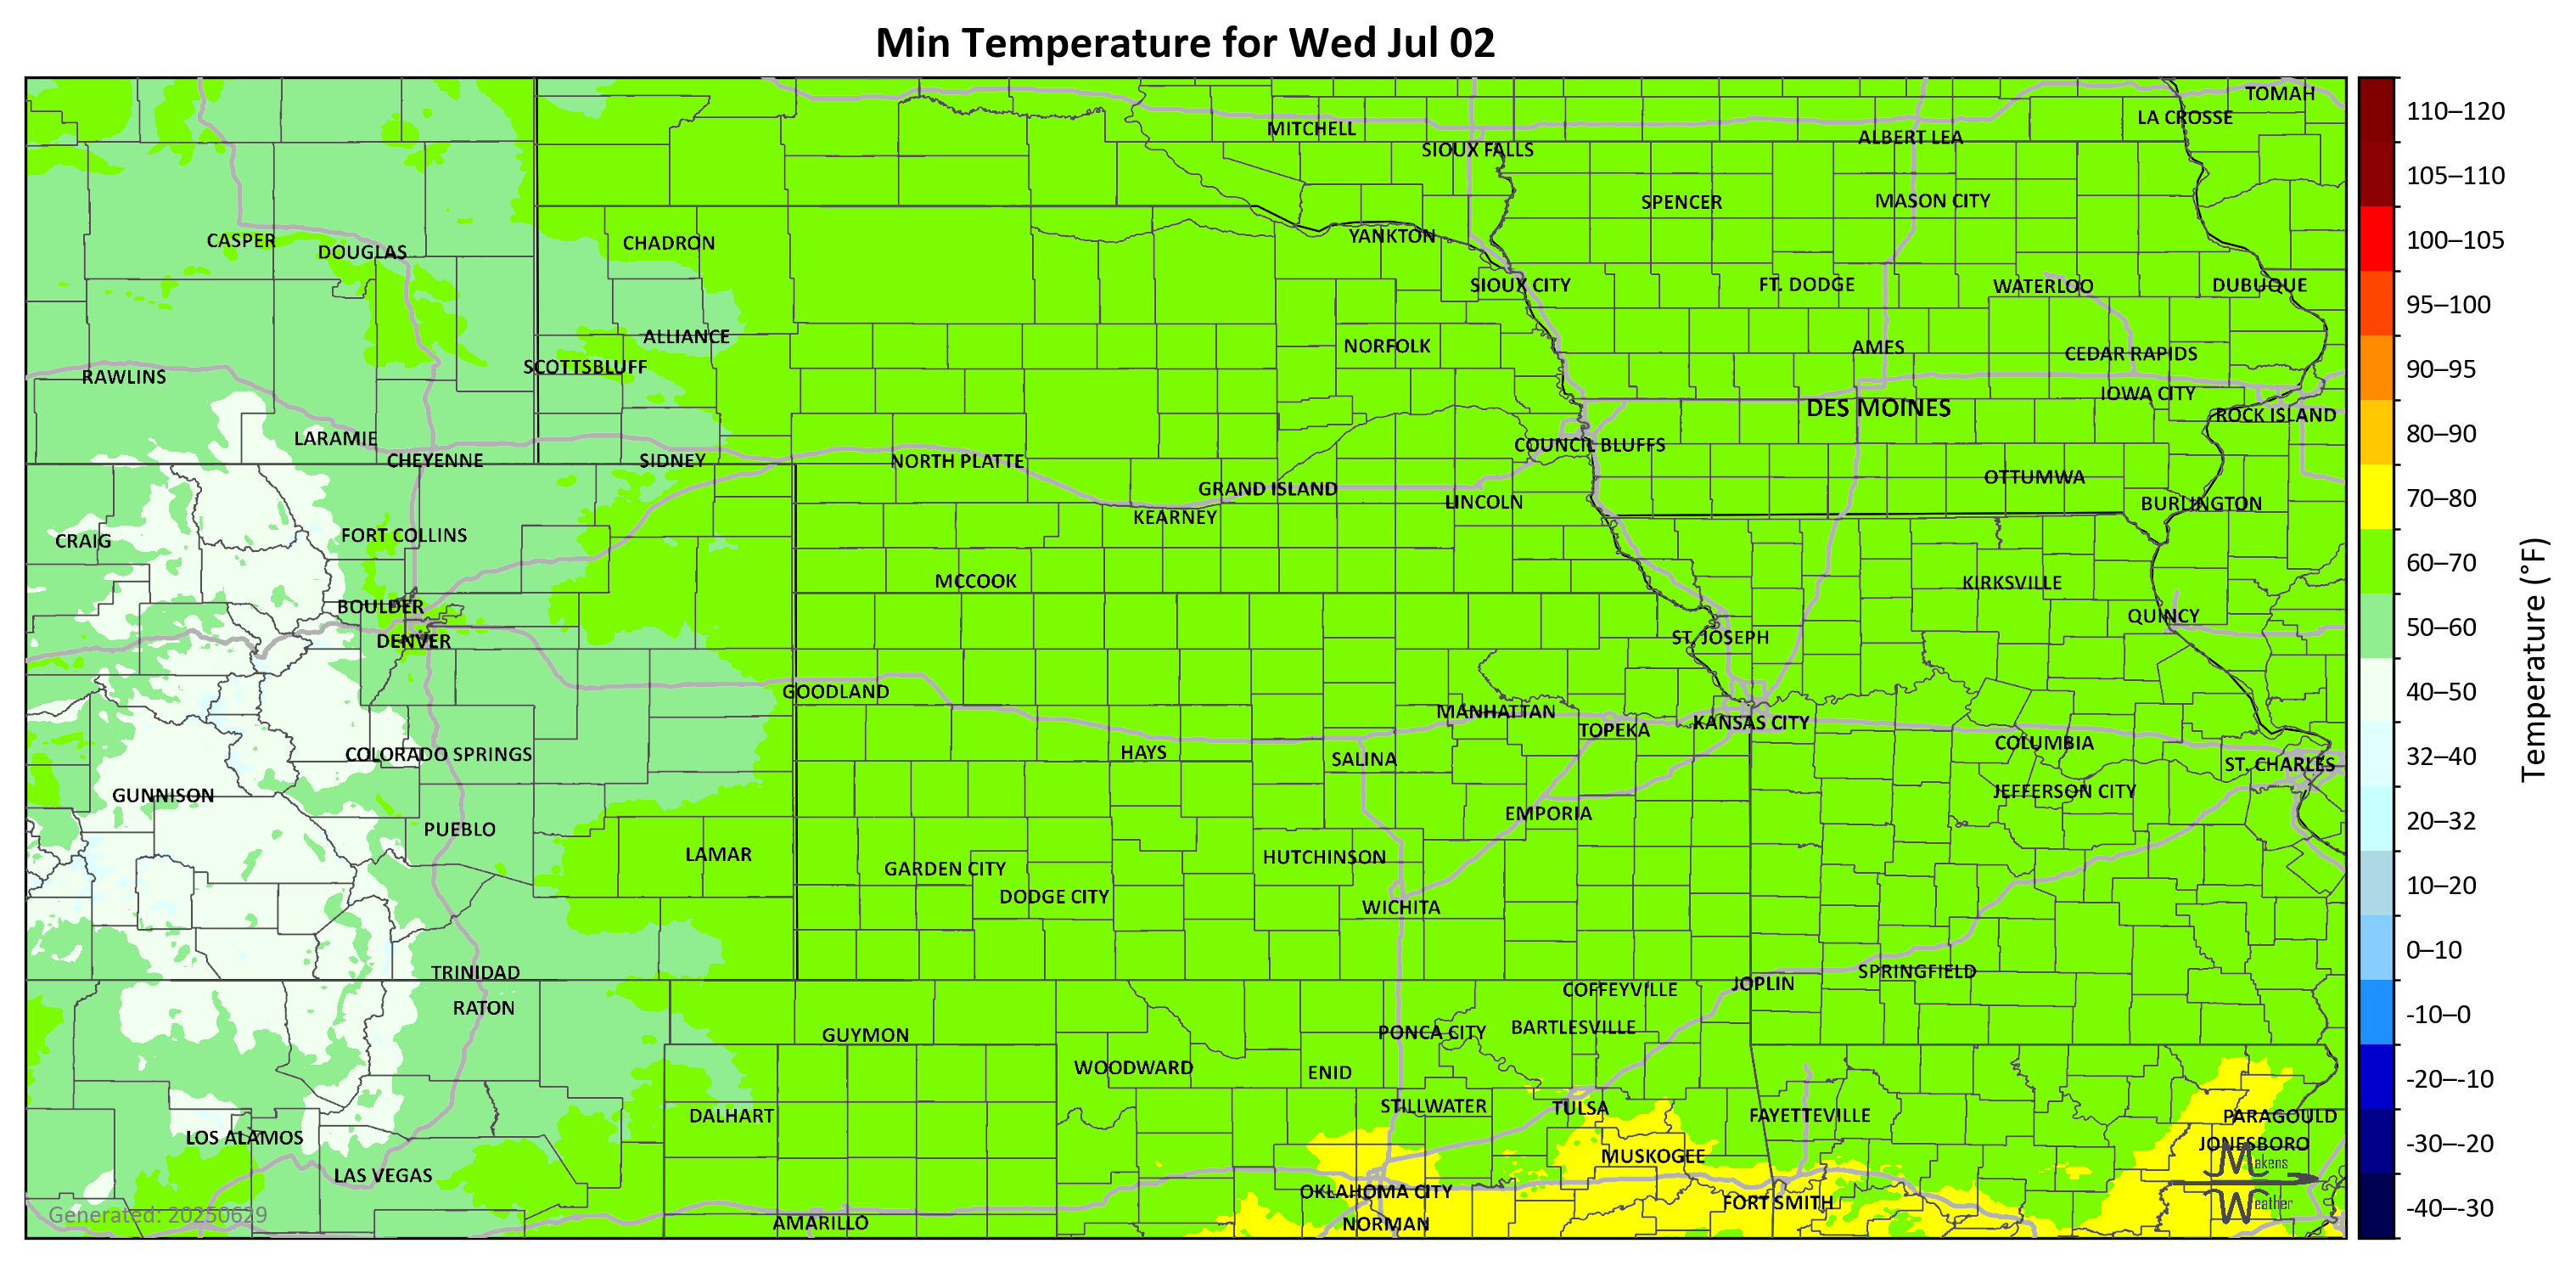 Min Temperature for Wed Jul 02
TOMAH
LA CROSSE
MITCHELL
ALBERT LEA
SIOUX FALLS
SPENCER
MASON CITY
CASPER
DOUGLAS
CHADRON
YANKTON
SIOUX CITY
FT. DODGE
WATERLOO
DUBUQUE
ALLIANCE
NORFOLK
AMES
CEDAR RAPIDS
SCOTTSBLUFF
RAWLINS
IOWA CITY
DES MOINES
ROCK ISLAND
LARAMIE
COUNCIL BLUFFS
CHEYENNE
SIDNEY
NORTH PLATTE
OTTUMWA
GRAND ISLAND
LINCOLN
BURLINGTON
KEARNEY
FORT COLLINS
CRAIG
MCCOOK
KIRKSVILLE
BOULDER
QUINCY
DENVER
ST. JOSEPH
GOODLAND
MANHATTAN
KANSAS CITY
TOPEKA
COLUMBIA
COLORADO SPRINGS
HAYS
SALINA
ST. CHARLES
GUNNISON
JEFFERSON CITY
EMPORIA
PUEBLO
LAMAR
HUTCHINSON
GARDEN CITY
DODGE CITY
WICHITA
TRINIDAD
SPRINGFIELD
JOPLIN
COFFEYVILLE
RATON
BARTLESVILLE
PONCA CITY
GUYMON
WOODWARD
ENID
STILLWATER
TULSA
DALHART
FAYETTEVILLE
PARAGOULD
LOS ALAMOS
JONESBORO
MUSKOGEE
LAS VEGAS
OKLAHOMA CITY
FORT SMITH
AMARILLO
NORMAN
Makens
Weather
Generated: 20250629
110–120
105–110
100–105
95–100
90–95
80–90
70–80
60–70
50–60
40–50
32–40
20–32
10–20
0–10
-10–0
-20–-10
-30–-20
-40–-30
Temperature (°F)